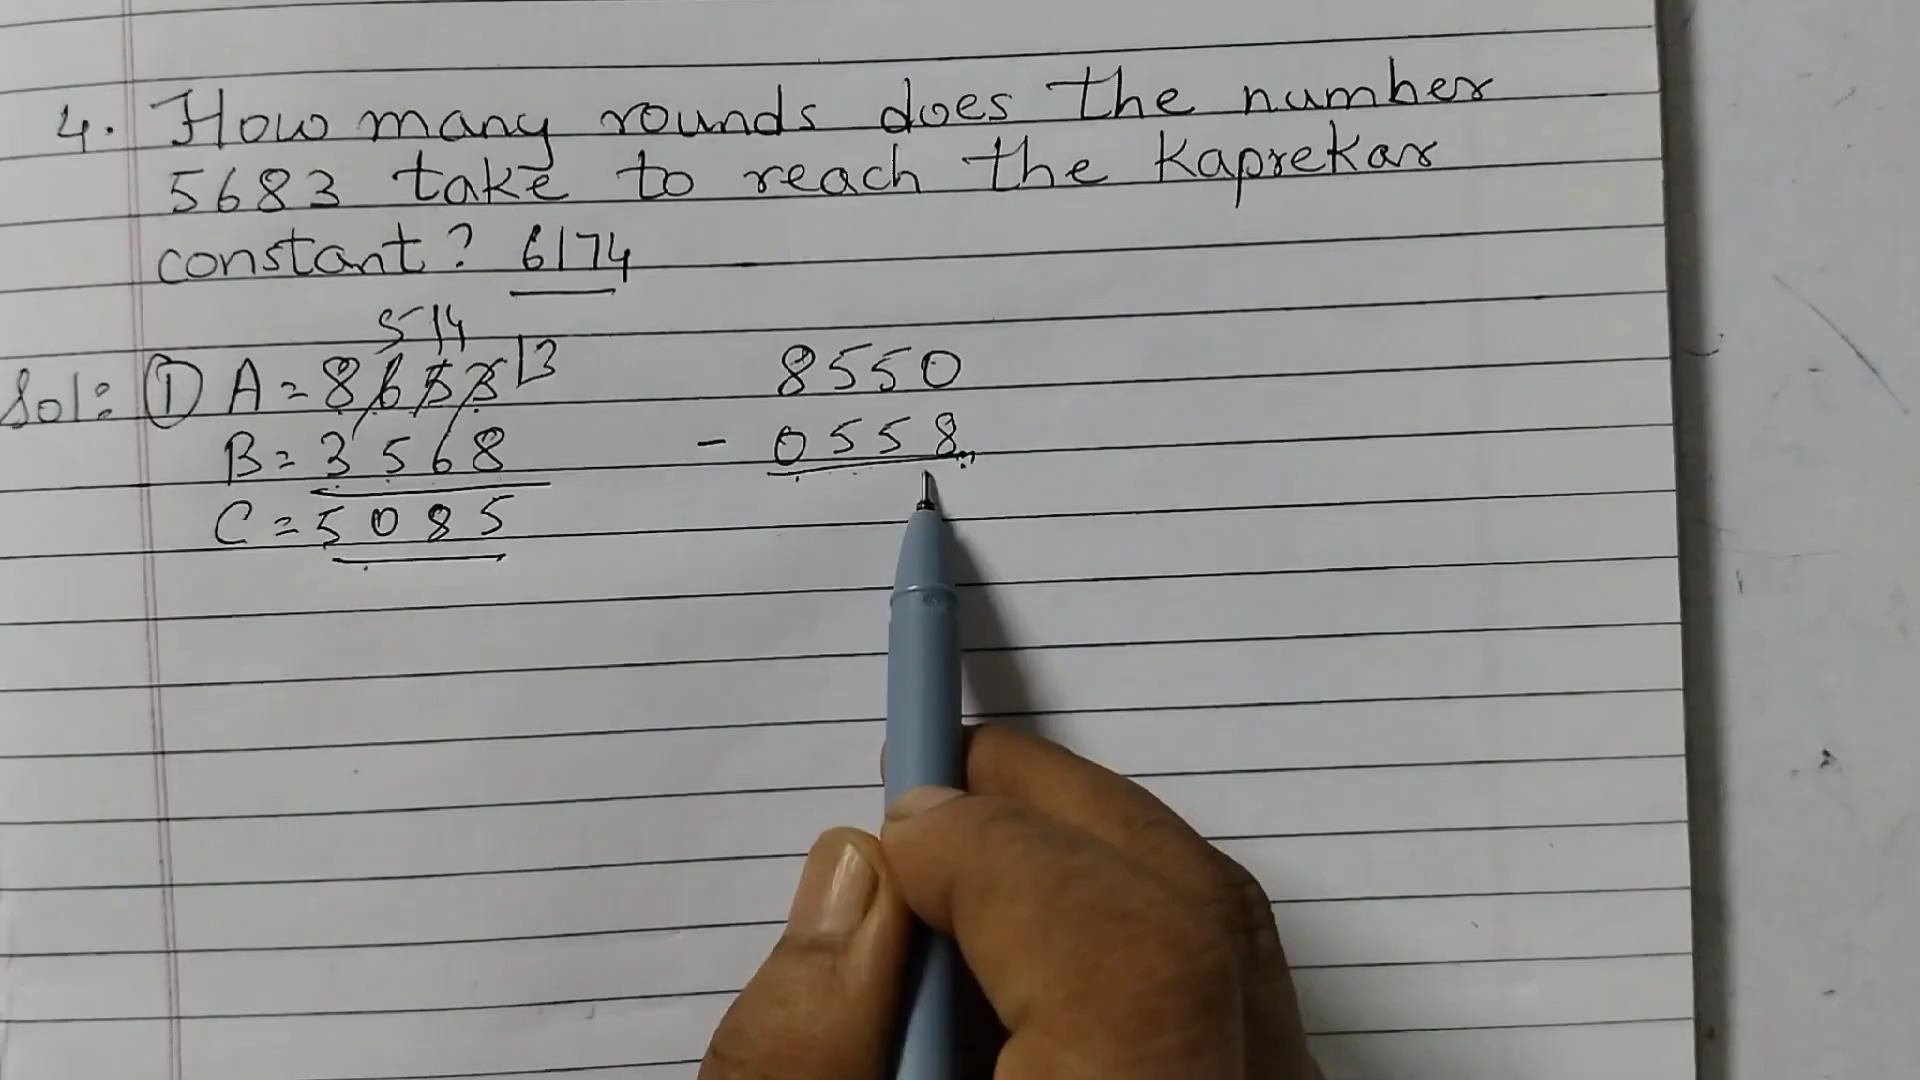 4. How many rounds does the number
5683 take to reach the Kaprekar
constant? 6174
5 14
Sol: ① A = 8653 13
B = 3568
C = 5085
8550
- 0558